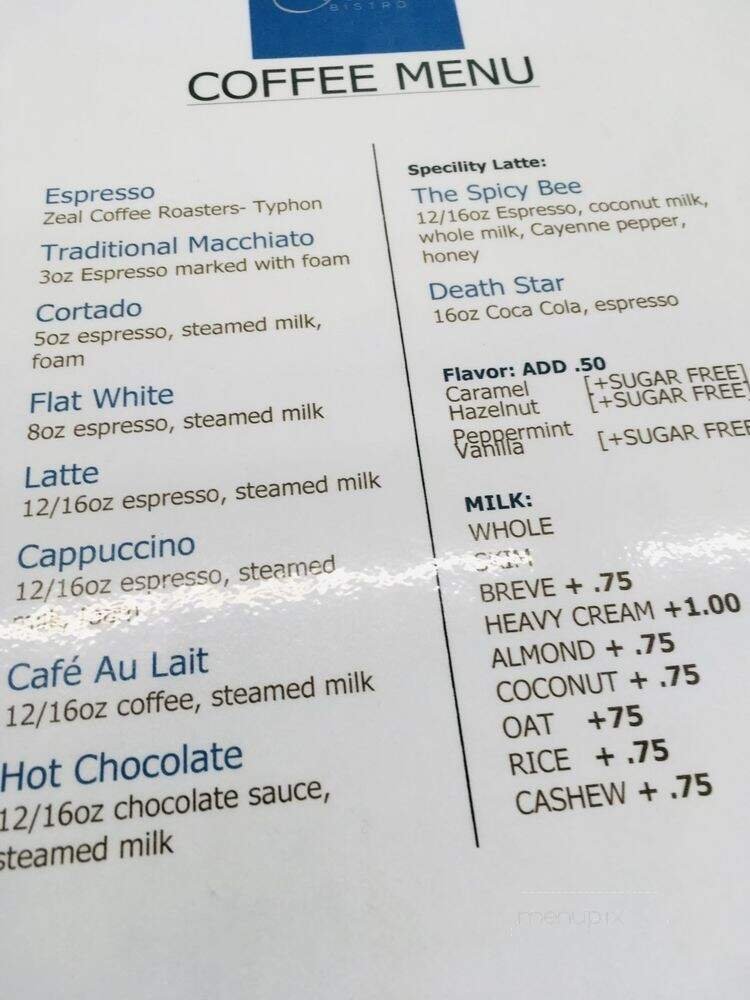 BISTRO
COFFEE MENU
Espresso
Zeal Coffee Roasters- Typhon
Traditional Macchiato
3oz Espresso marked with foam
Cortado
5oz espresso, steamed milk,
foam
Flat White
8oz espresso, steamed milk
Latte
12/16oz espresso, steamed milk
Cappuccino
12/16oz espresso, steamed
milk, foam
Café Au Lait
12/16oz coffee, steamed milk
Hot Chocolate
12/16oz chocolate sauce,
steamed milk
Specility Latte:
The Spicy Bee
12/16oz Espresso, coconut milk,
whole milk, Cayenne pepper,
honey
Death Star
16oz Coca Cola, espresso
Flavor: ADD .50
Caramel [+SUGAR FREE]
Hazelnut [+SUGAR FREE]
Peppermint
Vanilla [+SUGAR FREE
MILK:
WHOLE
SKIM
BREVE + .75
HEAVY CREAM +1.00
ALMOND + .75
COCONUT + .75
OAT +75
RICE + .75
CASHEW + .75
menupix